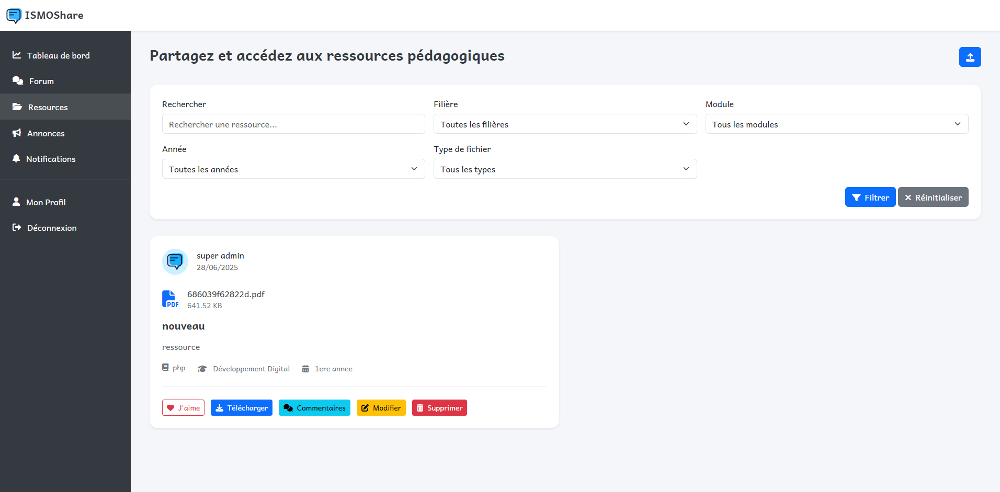 ISMOShare
Tableau de bord
Forum
Resources
Annonces
Notifications
Mon Profil
Déconnexion
Partagez et accédez aux ressources pédagogiques
Rechercher
Filière
Module
Rechercher une ressource...
Toutes les filières
Tous les modules
Année
Type de fichier
Toutes les années
Tous les types
Filtrer
Réinitialiser
super admin
28/06/2025
PDF
686039f62822d.pdf
641.52 KB
nouveau
ressource
php
Développement Digital
1ere annee
J'aime
Télécharger
Commentaires
Modifier
Supprimer